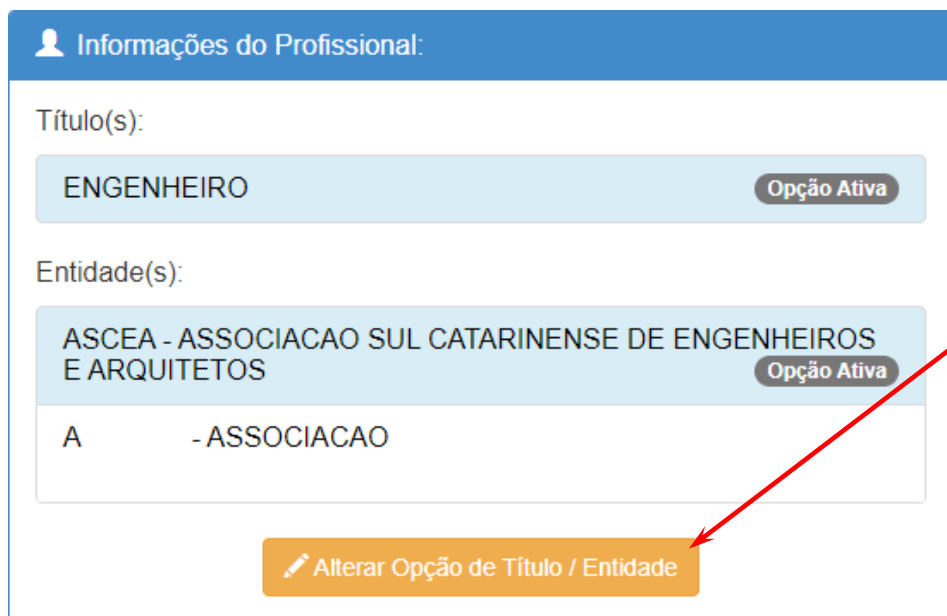 Informações do Profissional:
Título(s):
ENGENHEIRO Opção Ativa
Entidade(s):
ASCEA - ASSOCIACAO SUL CATARINENSE DE ENGENHEIROS
E ARQUITETOS Opção Ativa
A - ASSOCIACAO
Alterar Opção de Título / Entidade